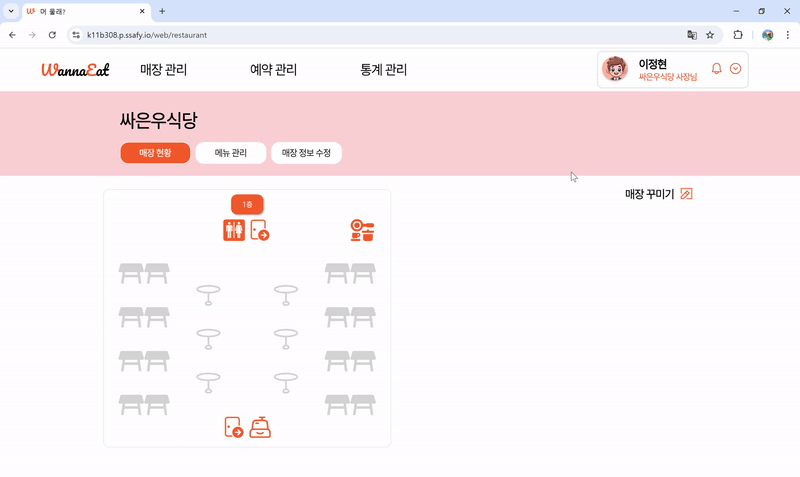 머 물래?
k11b308.p.ssafy.io/web/restaurant
WannaEat
매장 관리
예약 관리
통계 관리
이정현
싸은우식당 사장님
싸은우식당
매장 현황
메뉴 관리
매장 정보 수정
1층
매장 꾸미기